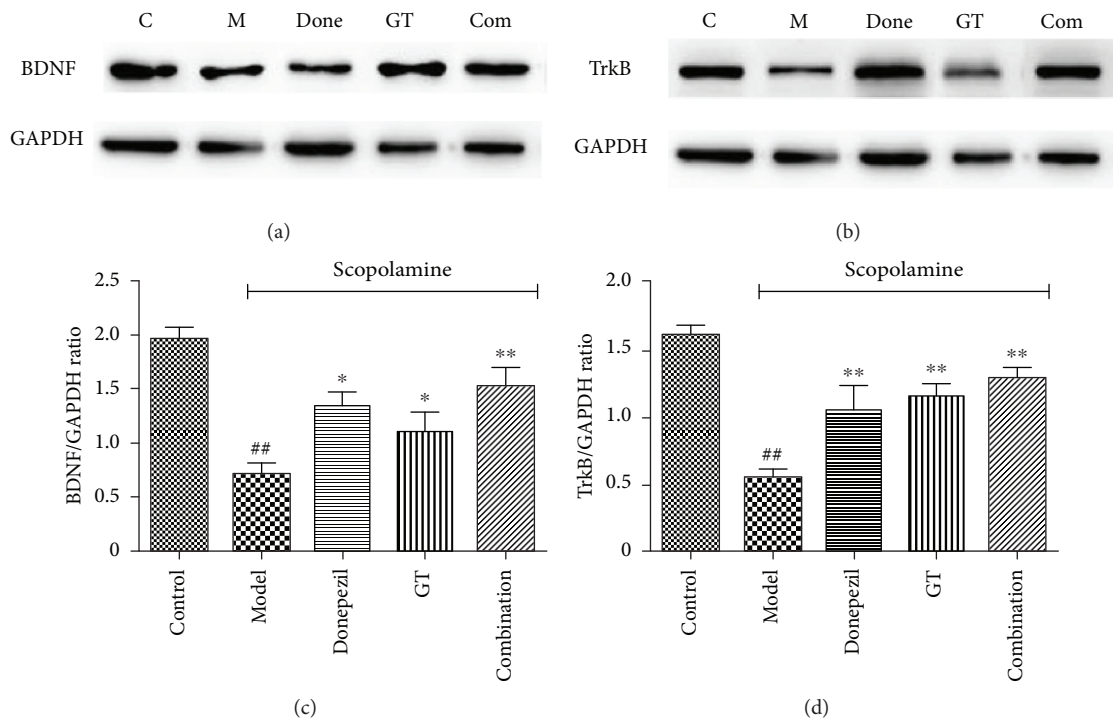 C M Done GT Com
BDNF
GAPDH
(a)
C M Done GT Com
TrkB
GAPDH
(b)
Scopolamine
BDNF/GAPDH ratio
2.5
2.0
1.5
1.0
0.5
0
##
*
*
**
Control
Model
Donepezil
GT
Combination
(c)
Scopolamine
TrkB/GAPDH ratio
2.0
1.5
1.0
0.5
0
##
**
**
**
Control
Model
Donepezil
GT
Combination
(d)